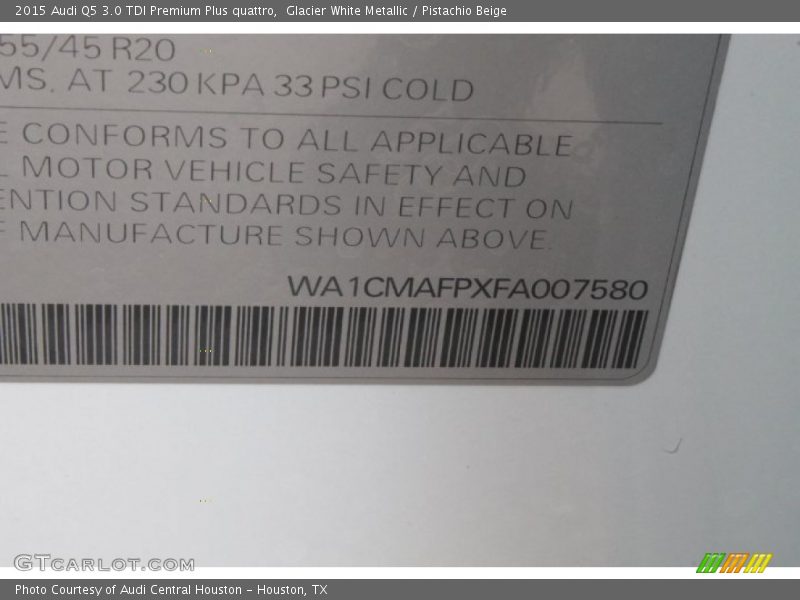 2015 Audi Q5 3.0 TDI Premium Plus quattro,  Glacier White Metallic / Pistachio Beige
55/45 R20
MS. AT 230 KPA 33 PSI COLD
E CONFORMS TO ALL APPLICABLE
L MOTOR VEHICLE SAFETY AND
ENTION STANDARDS IN EFFECT ON
F MANUFACTURE SHOWN ABOVE.
WA1CMAFPXFA007580
GTCARLOT.COM
Photo Courtesy of Audi Central Houston - Houston, TX